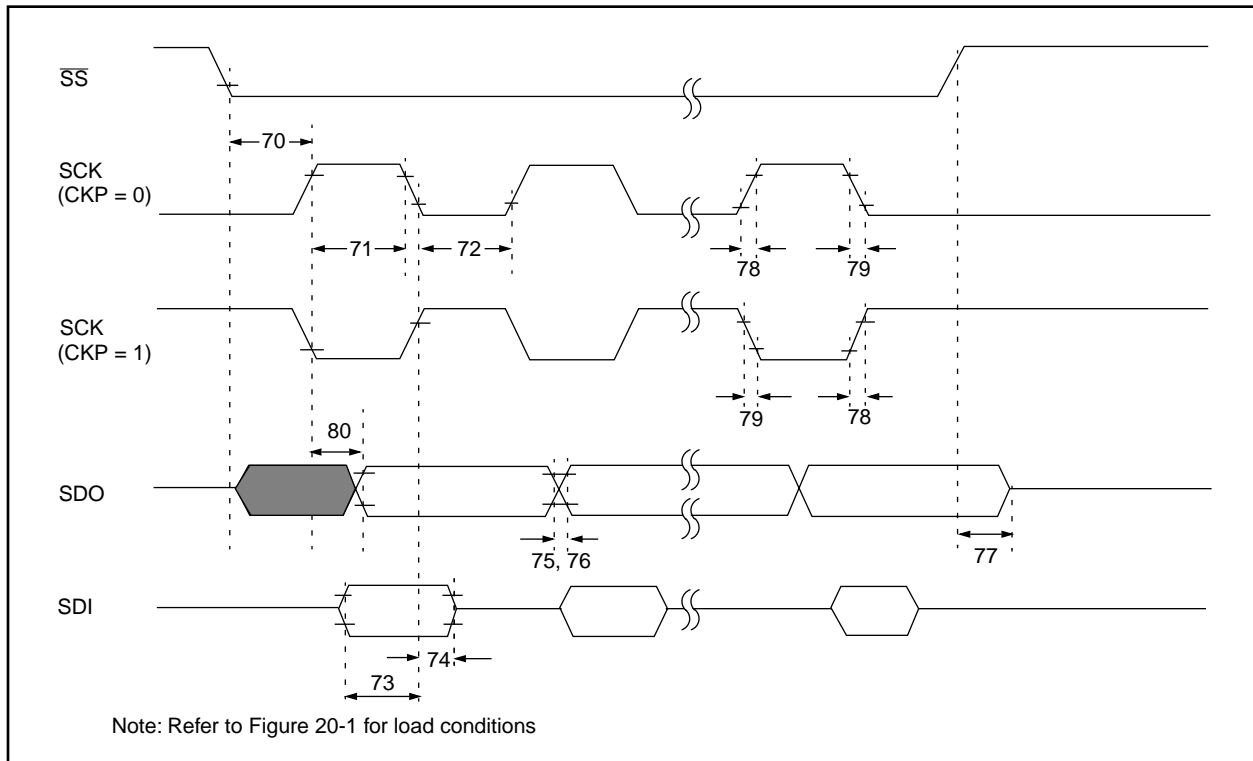 SS
70
SCK
(CKP = 0)
71
72
78
79
SCK
(CKP = 1)
79
78
80
SDO
75, 76
77
SDI
74
73
Note: Refer to Figure 20-1 for load conditions